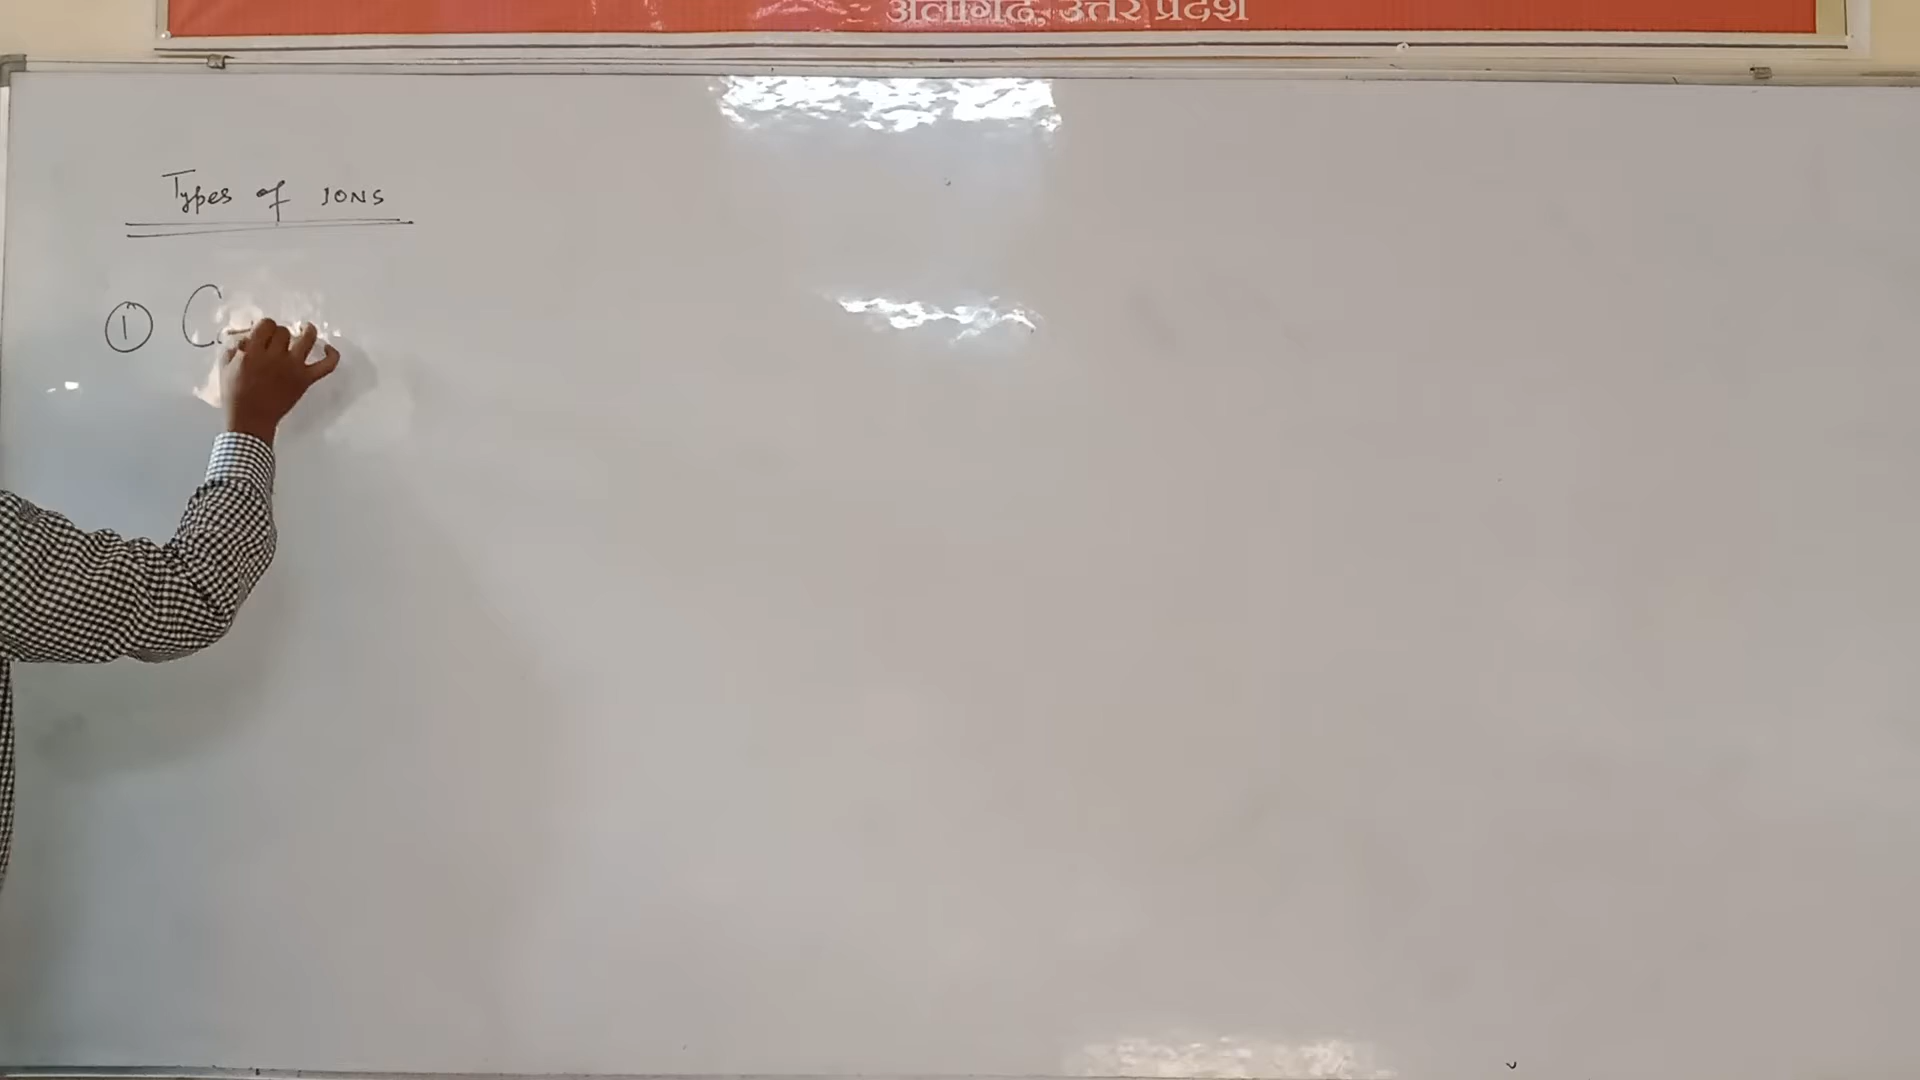 अलीगढ़, उत्तर प्रदेश
Types of IONS
① C